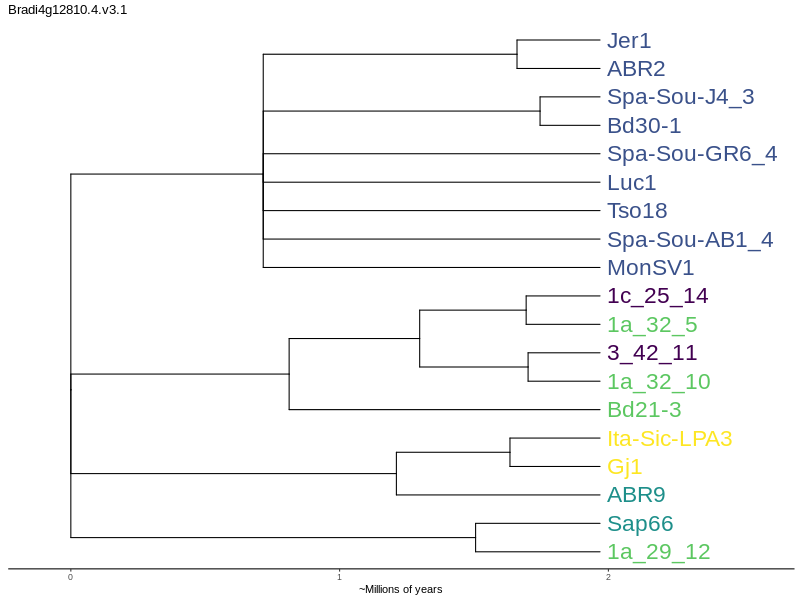 Bradi4g12810.4.v3.1
Jer1
ABR2
Spa-Sou-J4_3
Bd30-1
Spa-Sou-GR6_4
Luc1
Tso18
Spa-Sou-AB1_4
MonSV1
1c_25_14
1a_32_5
3_42_11
1a_32_10
Bd21-3
Ita-Sic-LPA3
Gj1
ABR9
Sap66
1a_29_12
0 1 2
~Millions of years